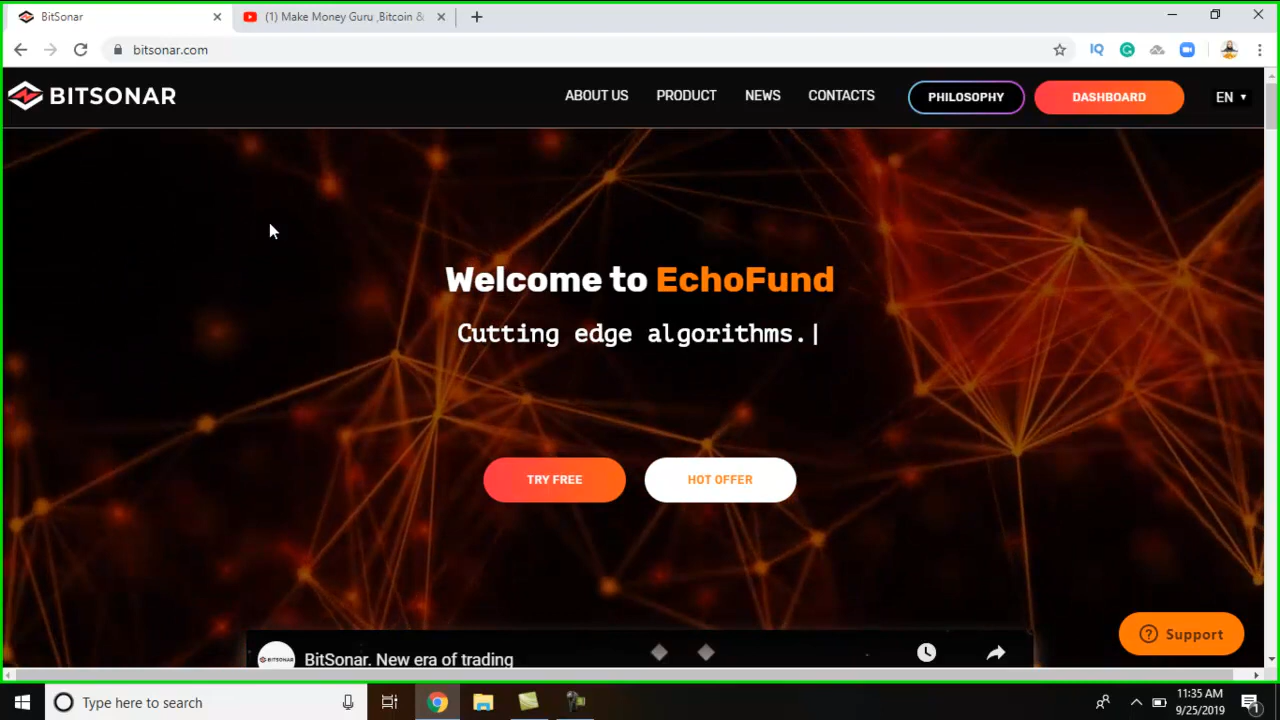 BitSonar
(1) Make Money Guru ,Bitcoin &
bitsonar.com
BITSONAR
ABOUT US
PRODUCT
NEWS
CONTACTS
PHILOSOPHY
DASHBOARD
EN
Welcome to EchoFund
Cutting edge algorithms.|
TRY FREE
HOT OFFER
Support
BITSONAR
BitSonar. New era of trading
Type here to search
11:35 AM
9/25/2019
1
IQ